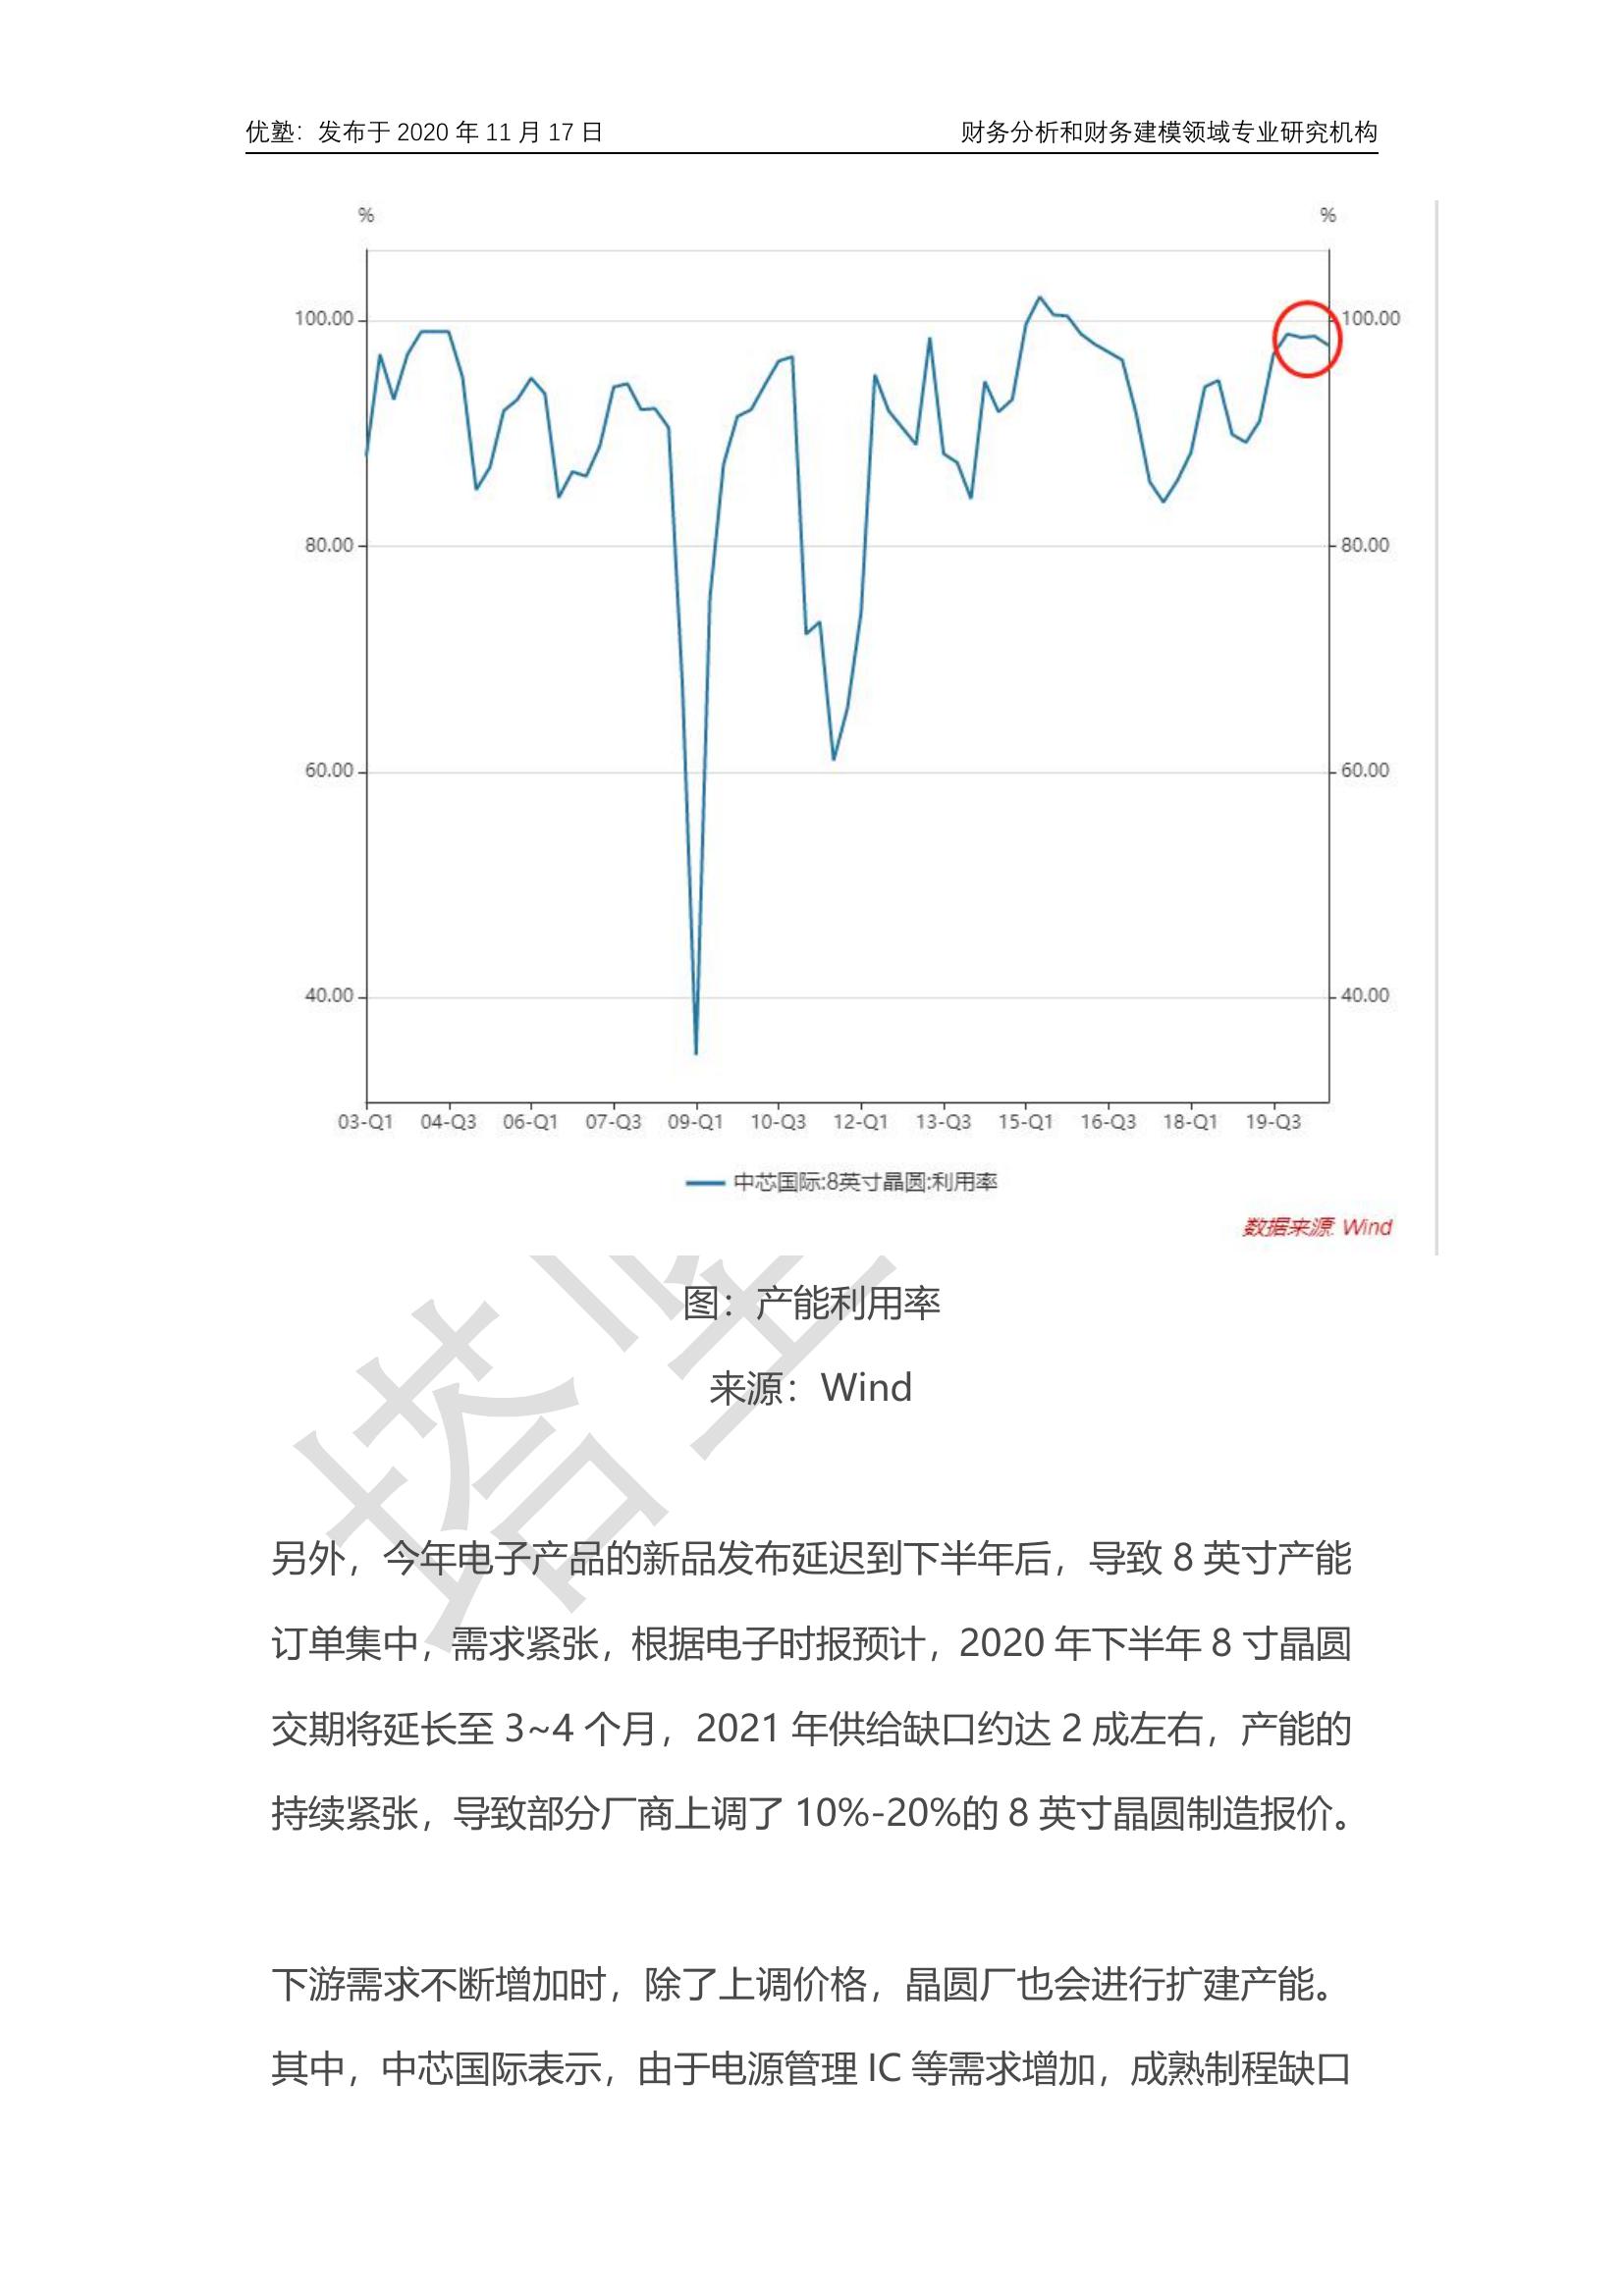 优塾：发布于 2020 年 11 月 17 日
财务分析和财务建模领域专业研究机构
% %
100.00 100.00
80.00 80.00
60.00 60.00
40.00 40.00
03-Q1 04-Q3 06-Q1 07-Q3 09-Q1 10-Q3 12-Q1 13-Q3 15-Q1 16-Q3 18-Q1 19-Q3
中芯国际:8英寸晶圆:利用率
数据来源: Wind
图：产能利用率
来源：Wind
另外，今年电子产品的新品发布延迟到下半年后，导致 8 英寸产能
订单集中，需求紧张，根据电子时报预计，2020 年下半年 8 寸晶圆
交期将延长至 3~4 个月，2021 年供给缺口约达 2 成左右，产能的
持续紧张，导致部分厂商上调了 10%-20%的 8 英寸晶圆制造报价。
下游需求不断增加时，除了上调价格，晶圆厂也会进行扩建产能。
其中，中芯国际表示，由于电源管理 IC 等需求增加，成熟制程缺口
塔